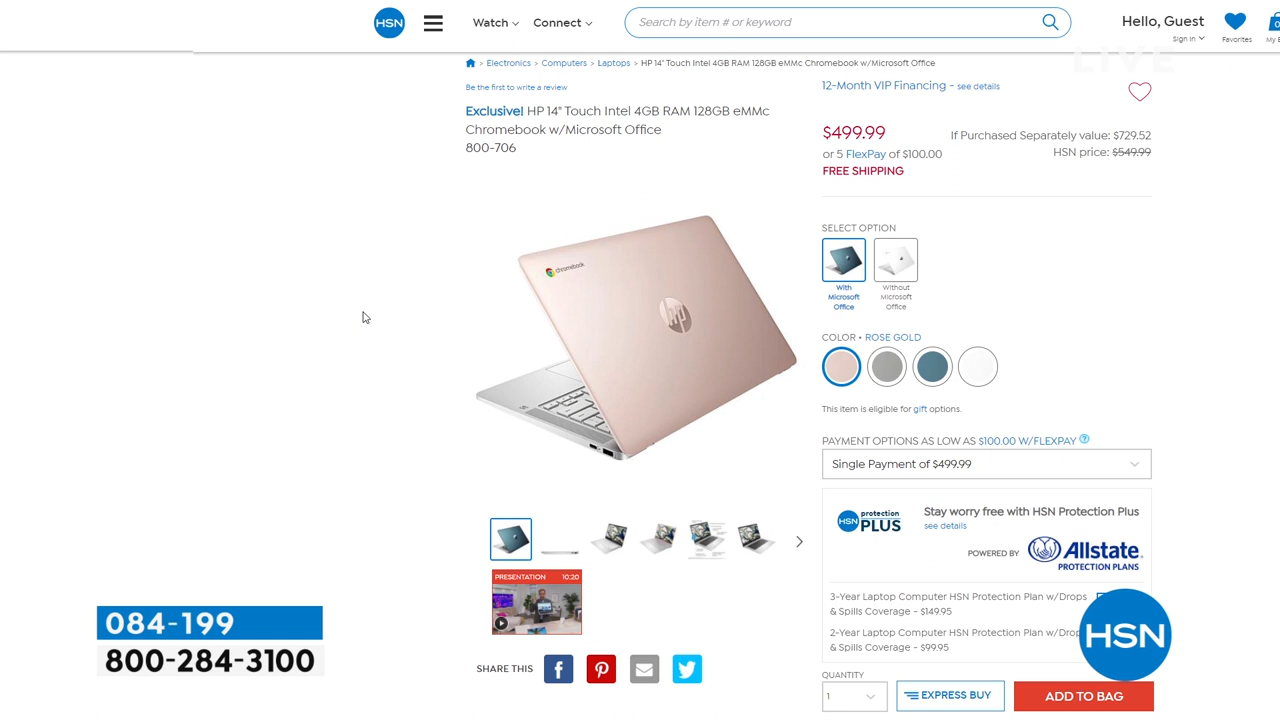 HSN
Watch
Connect
Search by item # or keyword
Hello, Guest
Sign In
Favorites
0
My
LIVE
> Electronics > Computers > Laptops > HP 14" Touch Intel 4GB RAM 128GB eMMc Chromebook w/Microsoft Office
Be the first to write a review
Exclusive! HP 14" Touch Intel 4GB RAM 128GB eMMc
Chromebook w/Microsoft Office
800-706
12-Month VIP Financing - see details
$499.99
If Purchased Separately value: $729.52
or 5 FlexPay of $100.00
HSN price: $549.99
FREE SHIPPING
SELECT OPTION
With
Microsoft
Office
Without
Microsoft
Office
COLOR • ROSE GOLD
This item is eligible for gift options.
PAYMENT OPTIONS AS LOW AS $100.00 W/FLEXPAY ?
Single Payment of $499.99
HSN protection PLUS
Stay worry free with HSN Protection Plus
see details
POWERED BY Allstate
PROTECTION PLANS
3-Year Laptop Computer HSN Protection Plan w/Drops
& Spills Coverage - $149.95
2-Year Laptop Computer HSN Protection Plan w/Drops
& Spills Coverage - $99.95
HSN
QUANTITY
1
EXPRESS BUY
ADD TO BAG
chromebook
hp
PRESENTATION 10:20
SHARE THIS
084-199
800-284-3100